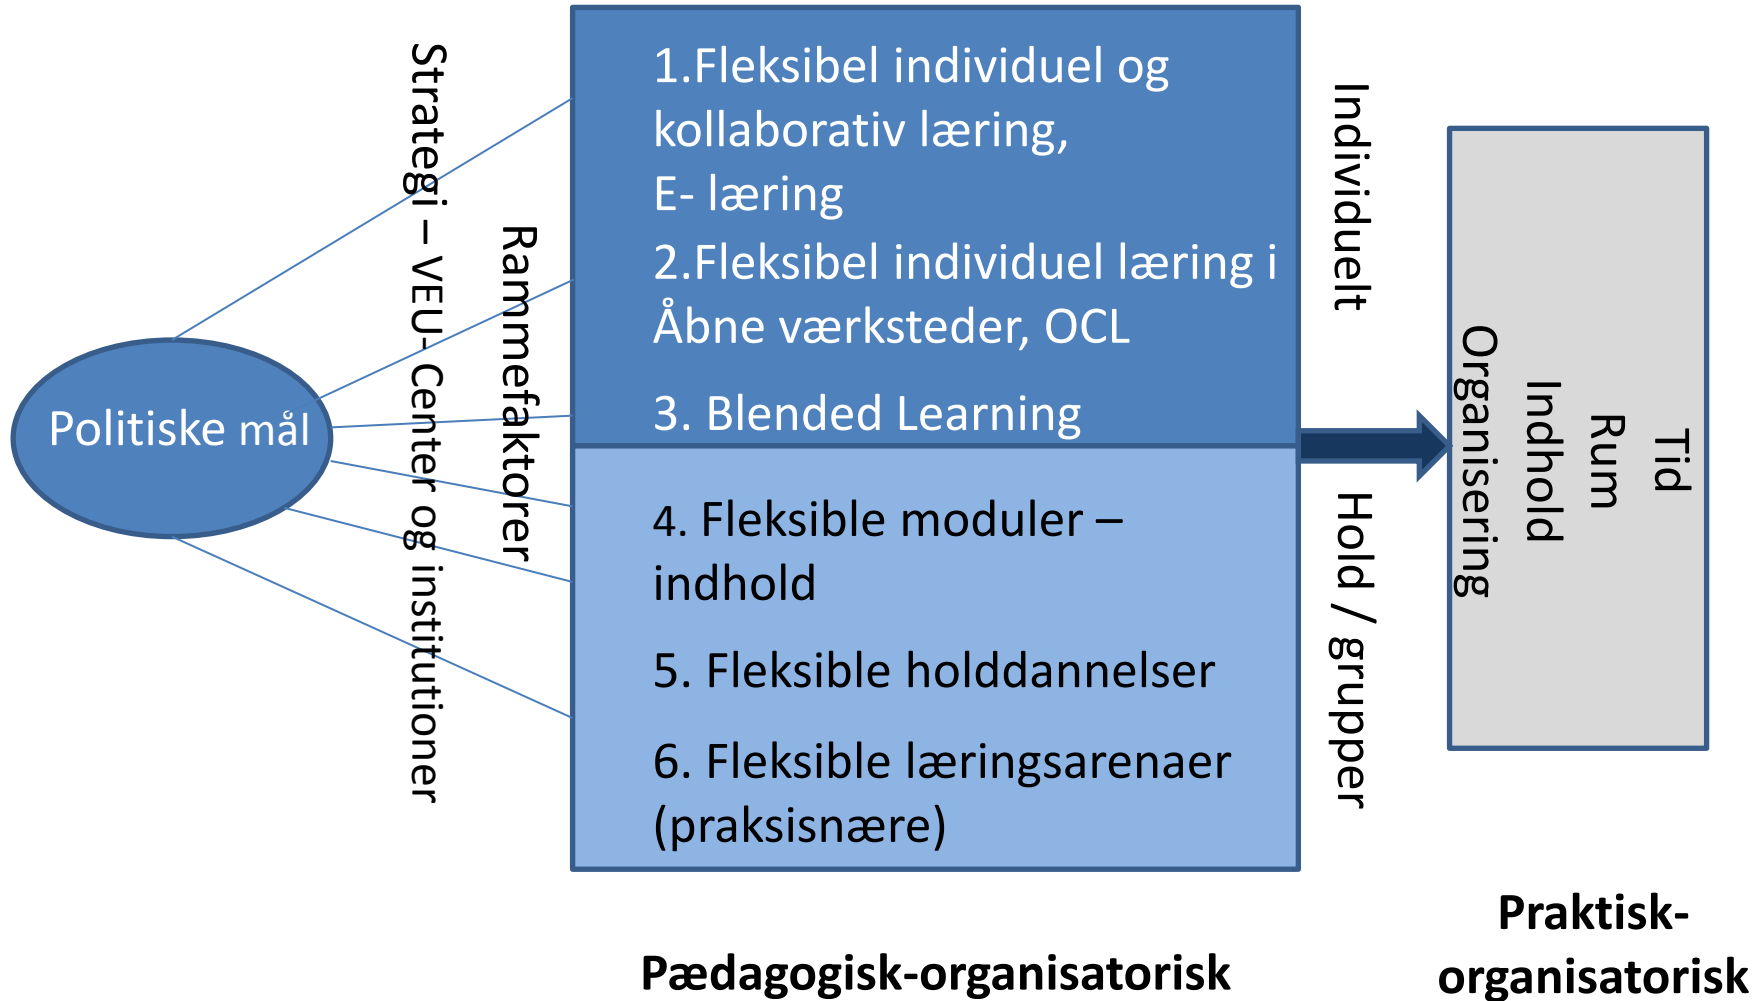 Politiske mål
Strategi – VEU-Center og institutioner
Rammefaktorer
1.Fleksibel individuel og
kollaborativ læring,
E- læring
2.Fleksibel individuel læring i
Åbne værksteder, OCL
3. Blended Learning
4. Fleksible moduler –
indhold
5. Fleksible holddannelser
6. Fleksible læringsarenaer
(praksisnære)
Individuelt
Hold / grupper
Tid
Rum
Indhold
Organisering
Pædagogisk-organisatorisk
Praktisk-
organisatorisk